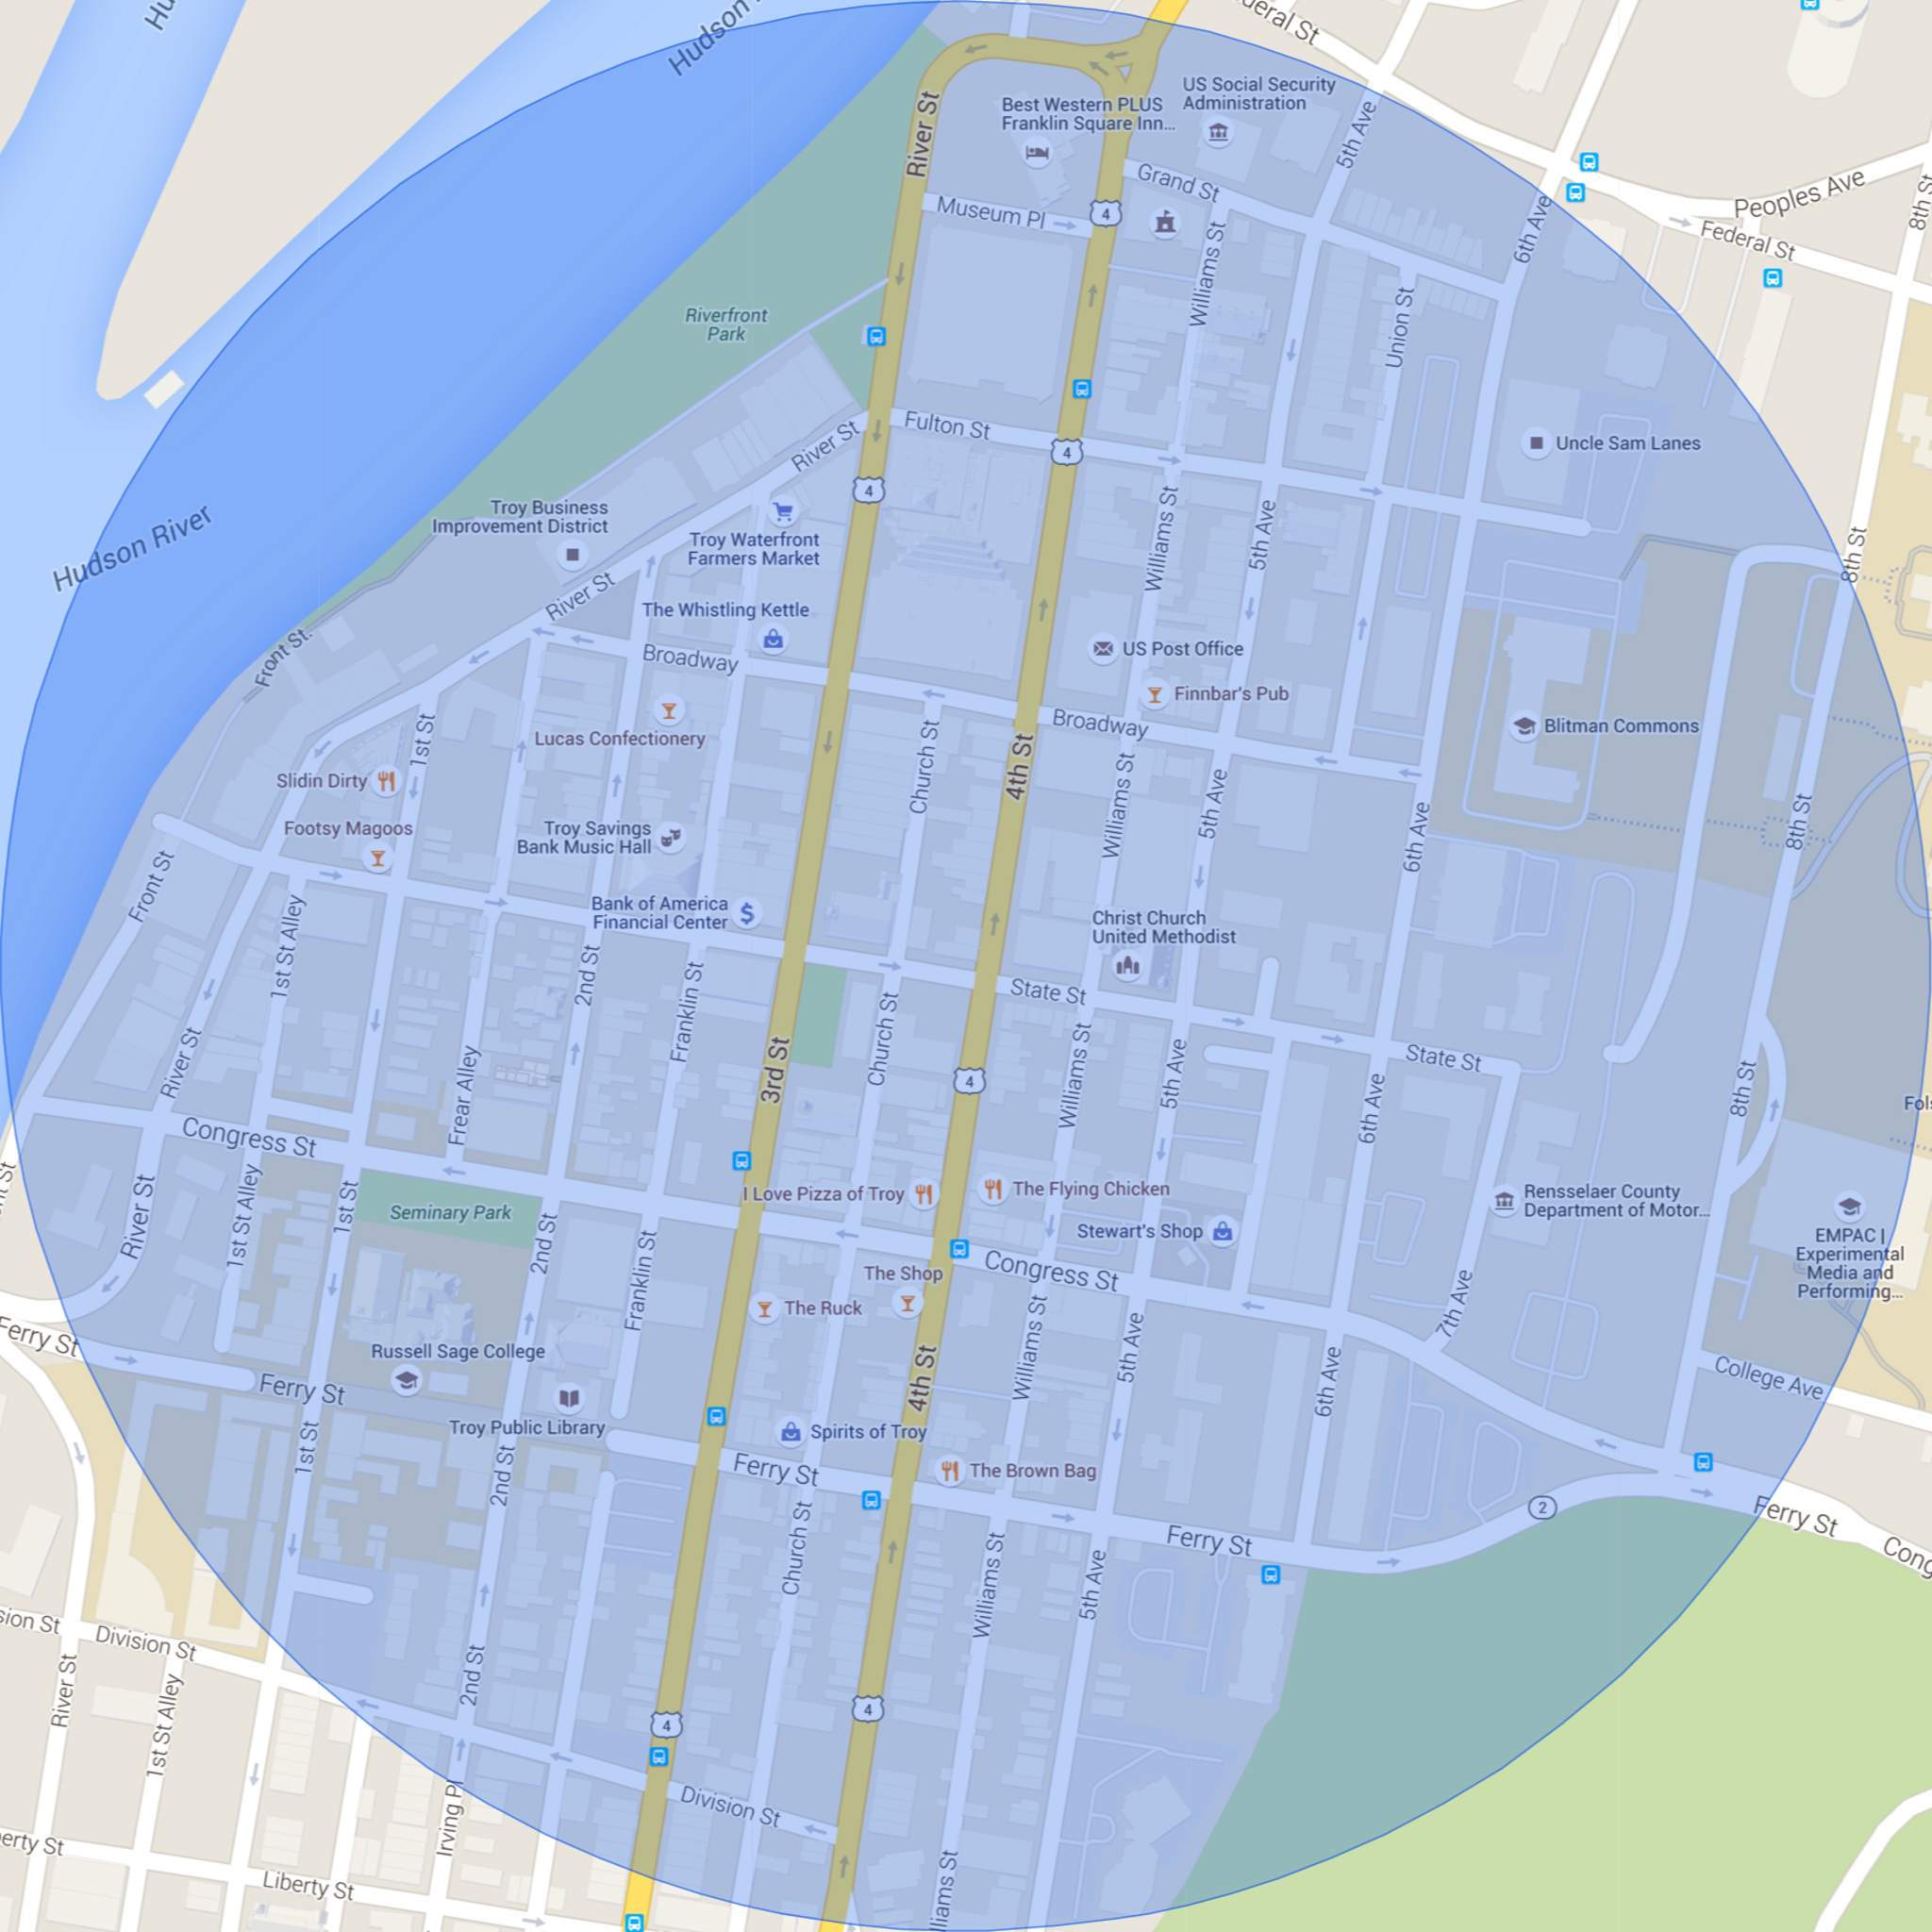 Hudson River
US Social Security
Administration
Best Western PLUS
Franklin Square Inn...
River St
5th Ave
Grand St
Museum Pl
4
Peoples Ave
Federal St
8th St
6th Ave
Williams St
Union St
Riverfront
Park
Fulton St
River St
4
4
Uncle Sam Lanes
Troy Business
Improvement District
Troy Waterfront
Farmers Market
Hudson River
Williams St
5th Ave
8th St
River St
The Whistling Kettle
Front St.
Broadway
US Post Office
Finnbar's Pub
Broadway
Blitman Commons
1st St
Lucas Confectionery
Church St
4th St
Slidin Dirty
Footsy Magoos
Troy Savings
Bank Music Hall
Williams St
5th Ave
6th Ave
8th St
Front St
Bank of America
Financial Center
$
Christ Church
United Methodist
1st St Alley
2nd St
Franklin St
State St
River St
Frear Alley
3rd St
Church St
4
Williams St
5th Ave
6th Ave
State St
8th St
Congress St
1st St Alley
1st St
River St
Seminary Park
2nd St
Franklin St
I Love Pizza of Troy
The Flying Chicken
Stewart's Shop
Rensselaer County
Department of Motor...
EMPAC |
Experimental
Media and
Performing...
Congress St
The Shop
The Ruck
Williams St
5th Ave
6th Ave
7th Ave
4th St
Ferry St
Russell Sage College
Ferry St
College Ave
Troy Public Library
Spirits of Troy
1st St
2nd St
Ferry St
The Brown Bag
Church St
Williams St
5th Ave
Ferry St
2
Ferry St
Division St
River St
1st St Alley
2nd St
4
4
Irving Pl
Division St
Liberty St